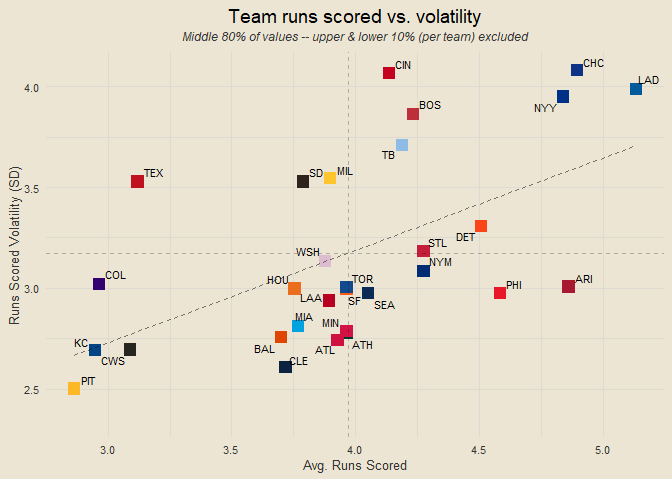 Team runs scored vs. volatility
Middle 80% of values -- upper & lower 10% (per team) excluded
CIN
CHC
LAD
4.0
NYY
BOS
TB
TEX
SD
MIL
3.5
DET
STL
WSH
NYM
COL
HOU
TOR
PHI
ARI
3.0
LAA
SF
SEA
MIA
MIN
KC
BAL
ATL
ATH
CWS
CLE
PIT
2.5
Runs Scored Volatility (SD)
3.0
3.5
4.0
4.5
5.0
Avg. Runs Scored